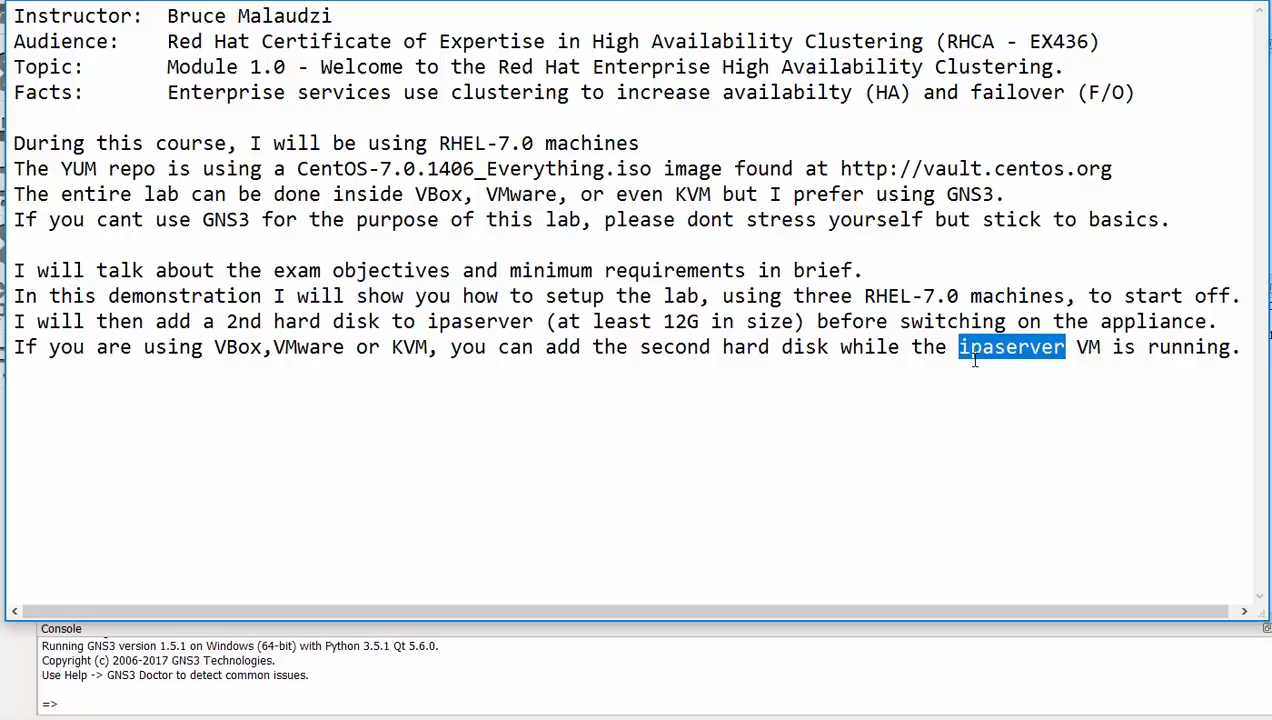 Instructor:  Bruce Malaudzi
Audience:    Red Hat Certificate of Expertise in High Availability Clustering (RHCA - EX436)
Topic:       Module 1.0 - Welcome to the Red Hat Enterprise High Availability Clustering.
Facts:       Enterprise services use clustering to increase availabilty (HA) and failover (F/O)
During this course, I will be using RHEL-7.0 machines
The YUM repo is using a CentOS-7.0.1406_Everything.iso image found at http://vault.centos.org
The entire lab can be done inside VBox, VMware, or even KVM but I prefer using GNS3.
If you cant use GNS3 for the purpose of this lab, please dont stress yourself but stick to basics.
I will talk about the exam objectives and minimum requirements in brief.
In this demonstration I will show you how to setup the lab, using three RHEL-7.0 machines, to start off.
I will then add a 2nd hard disk to ipaserver (at least 12G in size) before switching on the appliance.
If you are using VBox,VMware or KVM, you can add the second hard disk while the ipaserver VM is running.
Console
Running GNS3 version 1.5.1 on Windows (64-bit) with Python 3.5.1 Qt 5.6.0.
Copyright (c) 2006-2017 GNS3 Technologies.
Use Help -> GNS3 Doctor to detect common issues.
=>